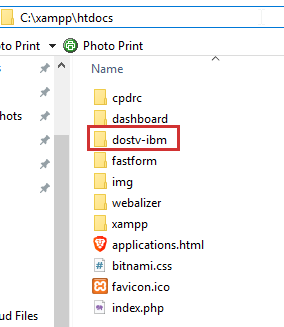 C:\xampp\htdocs
oto Print Photo Print
Name
cpdrc
dashboard
hots
dostv-ibm
fastform
img
webalizer
xampp
applications.html
bitnami.css
favicon.ico
ud Files
index.php